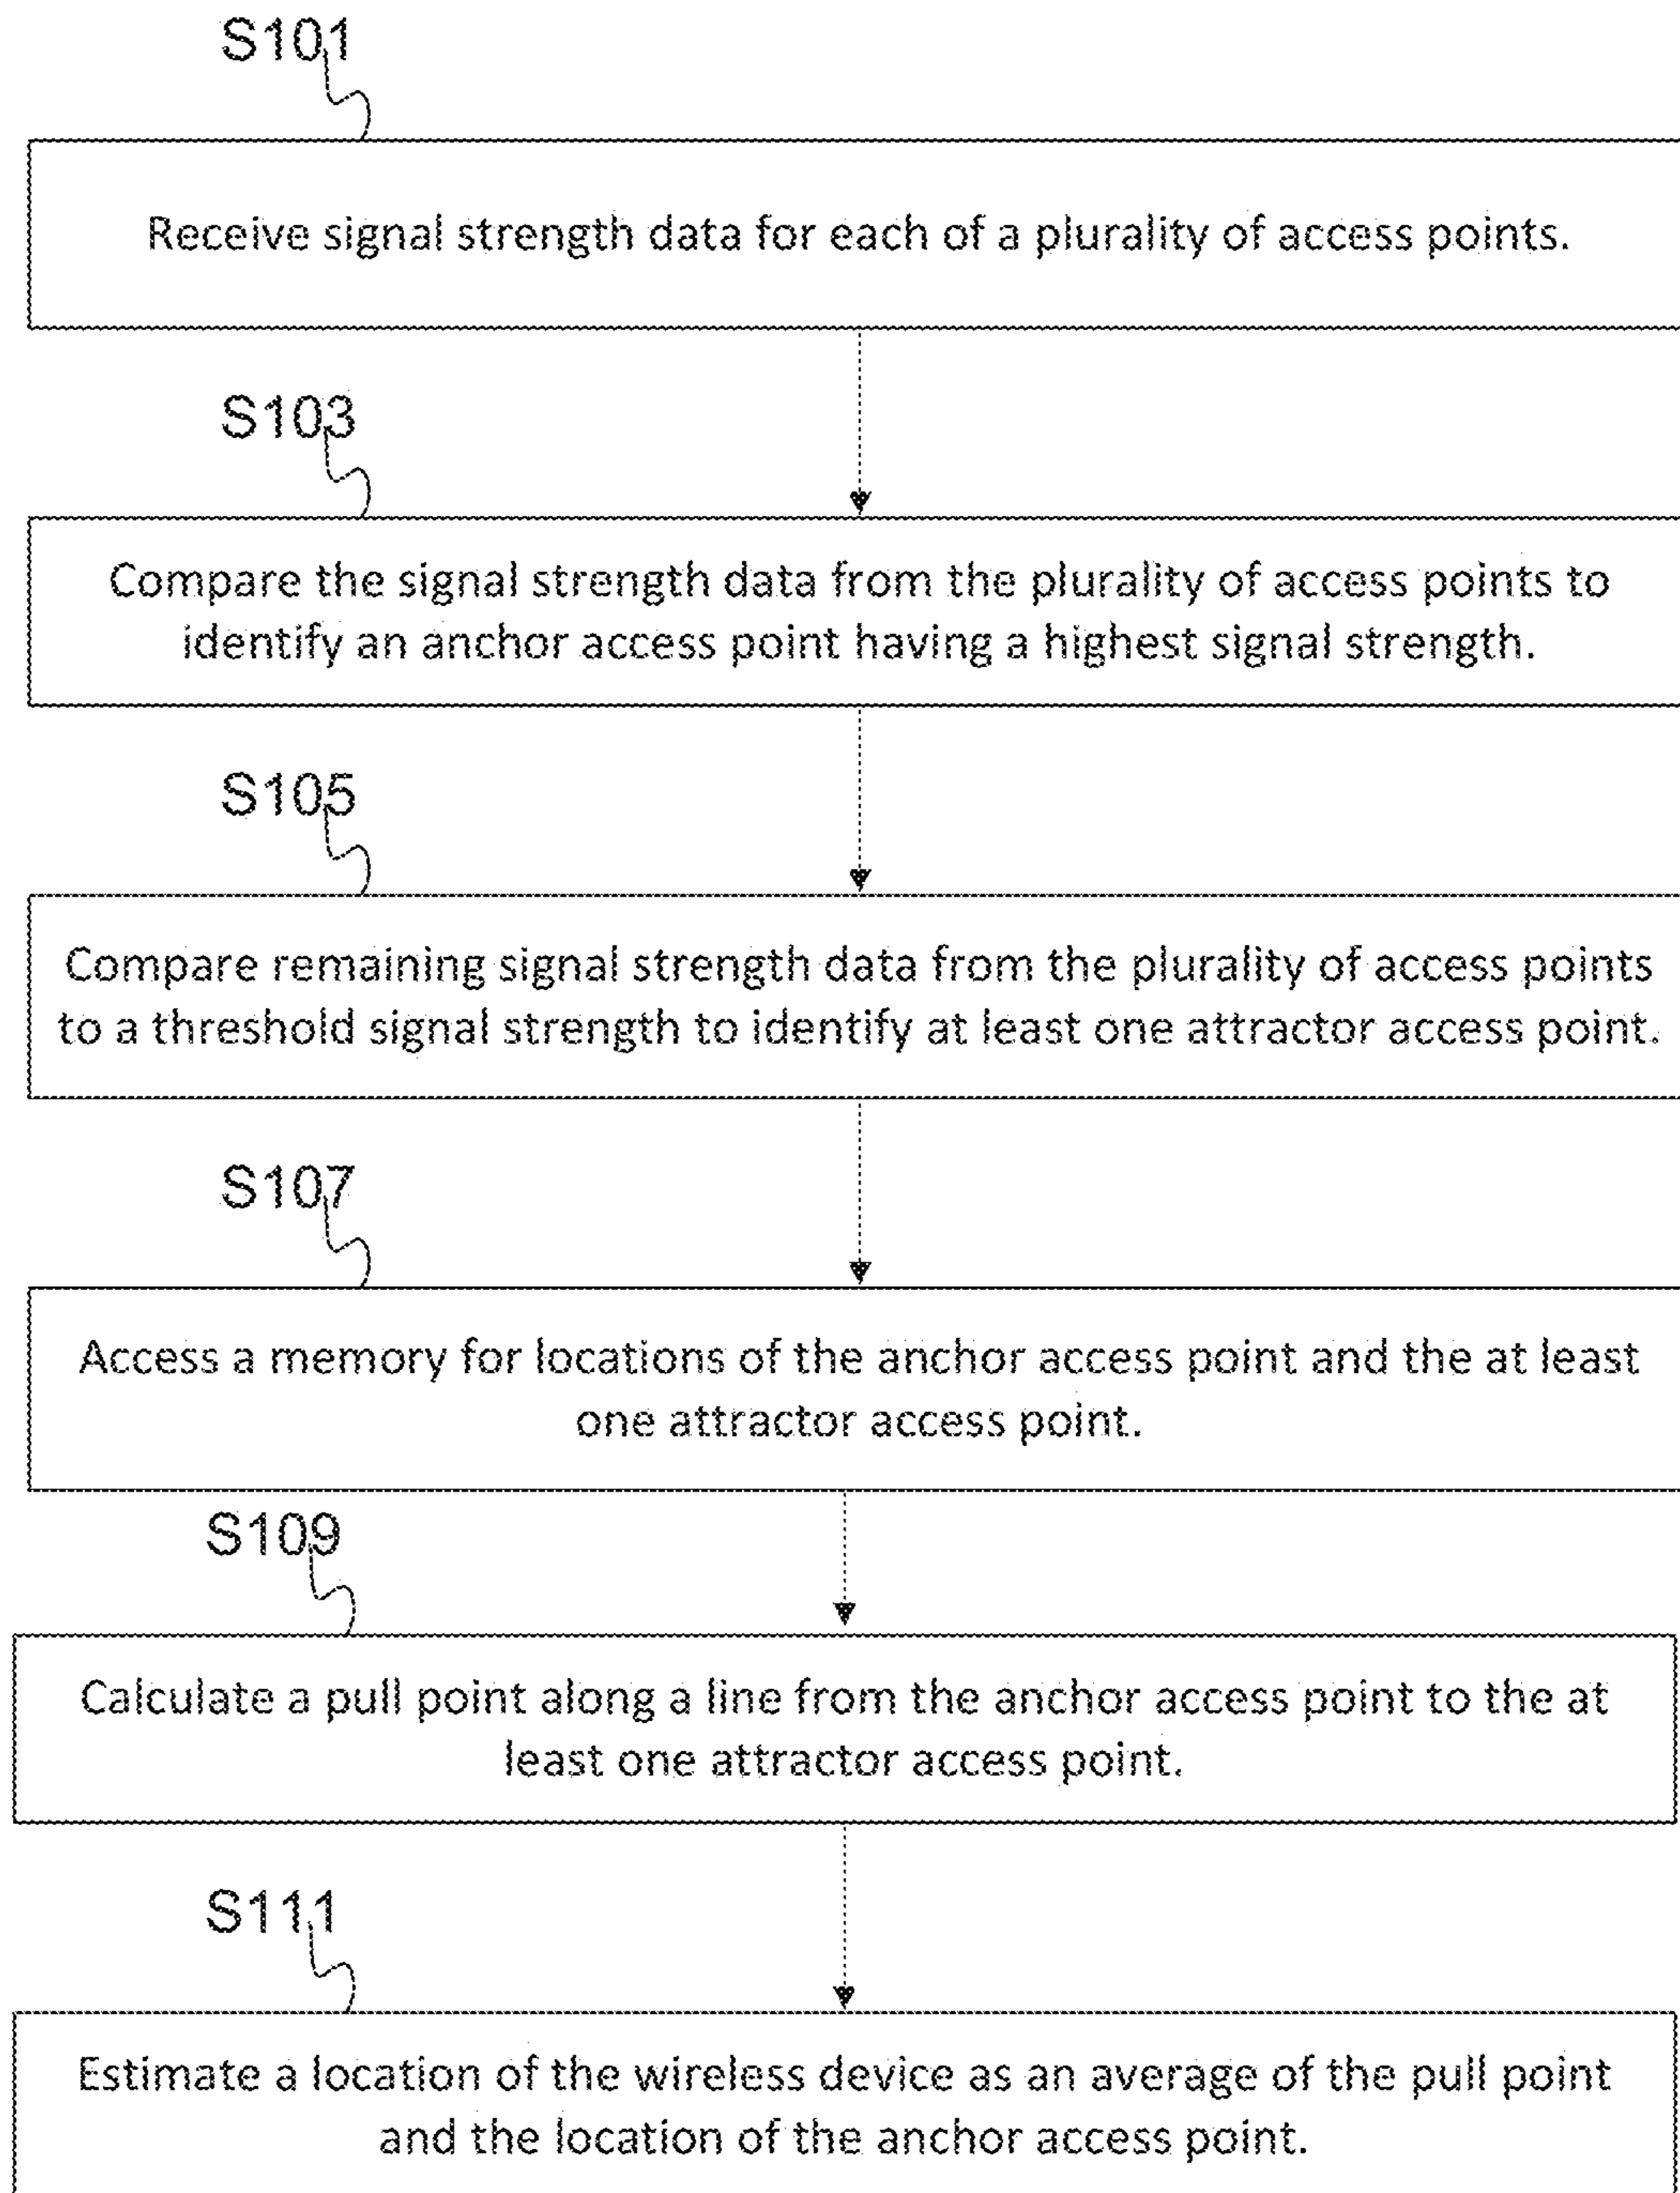 S101
Receive signal strength data for each of a plurality of access points.
S103
Compare the signal strength data from the plurality of access points to
identify an anchor access point having a highest signal strength.
S105
Compare remaining signal strength data from the plurality of access points
to a threshold signal strength to identify at least one attractor access point.
S107
Access a memory for locations of the anchor access point and the at least
one attractor access point.
S109
Calculate a pull point along a line from the anchor access point to the at
least one attractor access point.
S111
Estimate a location of the wireless device as an average of the pull point
and the location of the anchor access point.